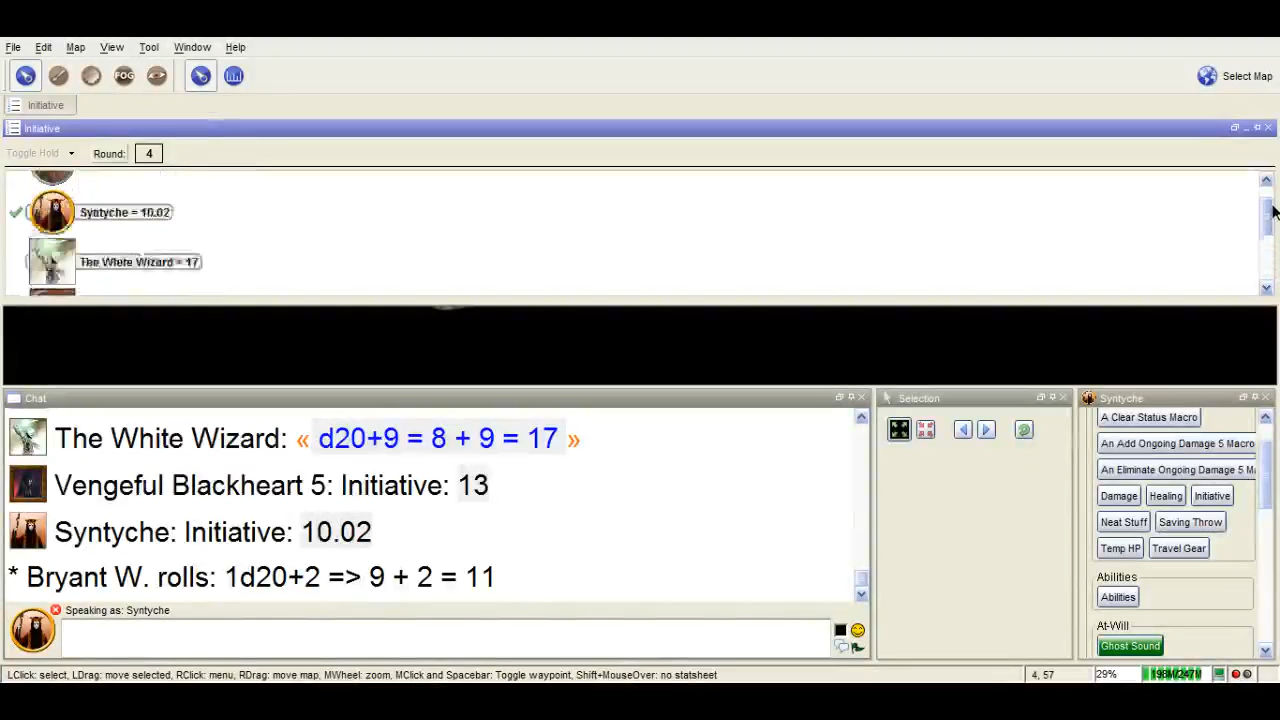 File Edit Map View Tool Window Help
FOG
Select Map
Initiative
Initiative
Toggle Hold Round: 4
Syntyche = 10.02
The White Wizard = 17
Chat
Selection
Syntyche
The White Wizard: « d20+9 = 8 + 9 = 17 »
Vengeful Blackheart 5: Initiative: 13
Syntyche: Initiative: 10.02
* Bryant W. rolls: 1d20+2 => 9 + 2 = 11
Speaking as: Syntyche
A Clear Status Macro
An Add Ongoing Damage 5 Macro
An Eliminate Ongoing Damage 5 Ma
Damage Healing Initiative
Neat Stuff Saving Throw
Temp HP Travel Gear
Abilities
Abilities
At-Will
Ghost Sound
LClick: select, LDrag: move selected, RClick: menu, RDrag: move map, MWheel: zoom, MClick and Spacebar: Toggle waypoint, Shift+MouseOver: no statsheet
4, 57
29%
198M/247M